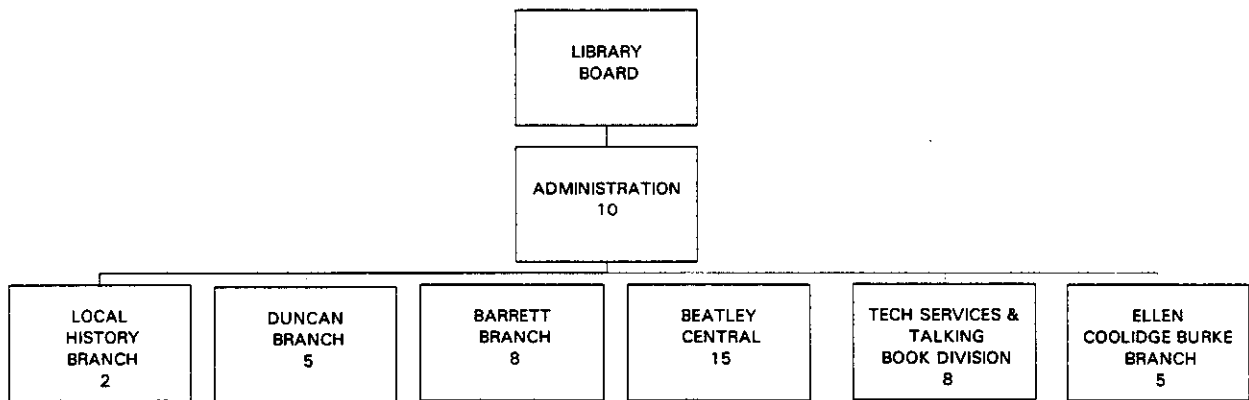 LIBRARY
BOARD
ADMINISTRATION
10
LOCAL
HISTORY
BRANCH
2
DUNCAN
BRANCH
5
BARRETT
BRANCH
8
BEATLEY
CENTRAL
15
TECH SERVICES &
TALKING
BOOK DIVISION
8
ELLEN
COOLIDGE BURKE
BRANCH
5